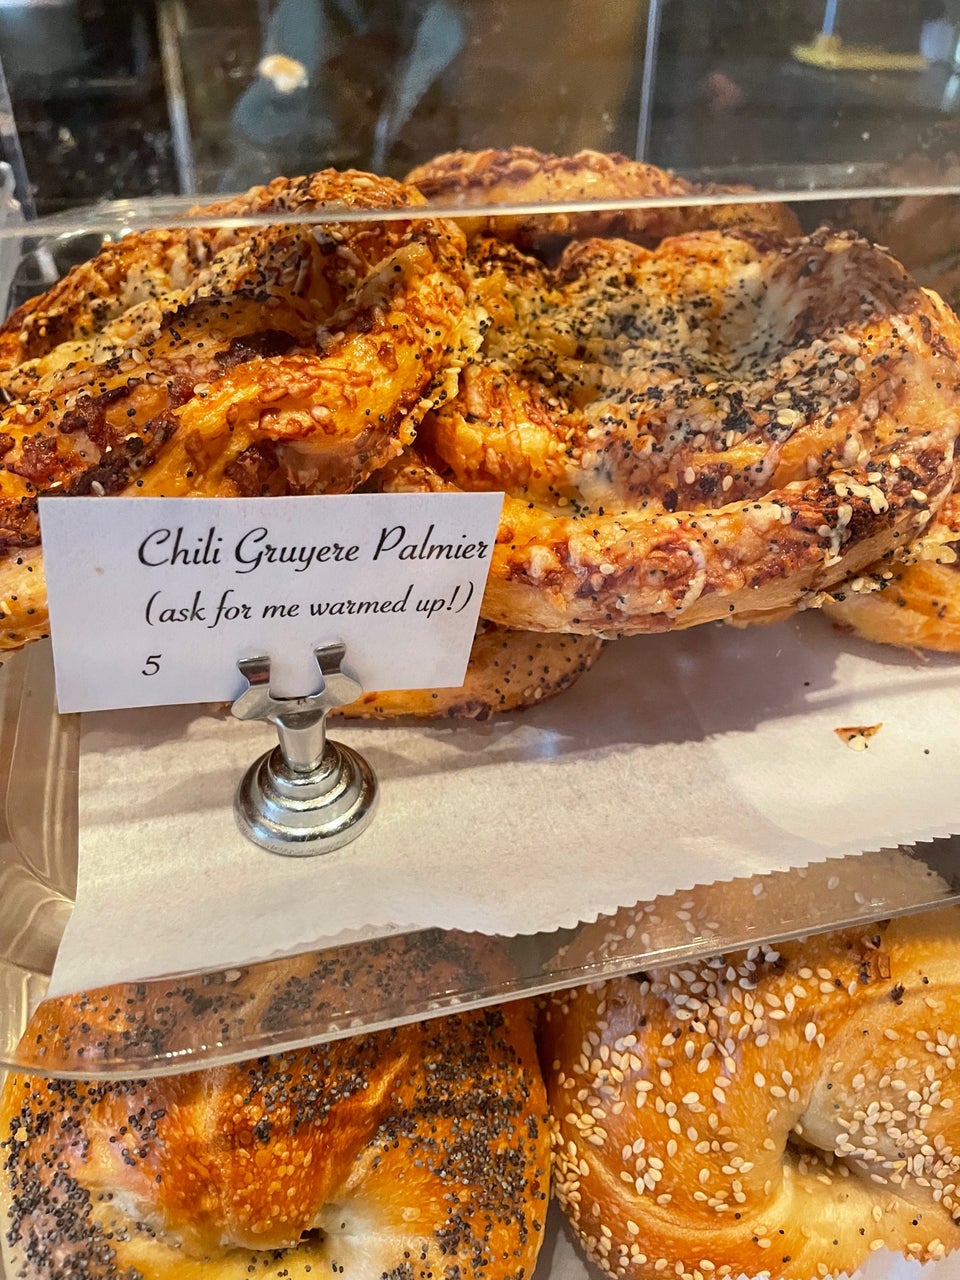 Chili Gruyere Palmier
(ask for me warmed up!)
5